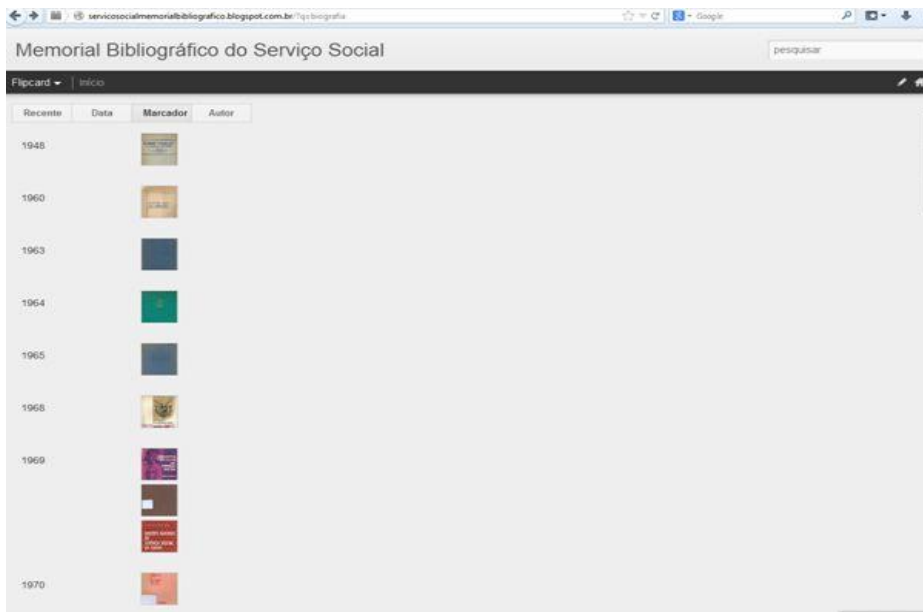 servicosocialmemorialbibliografico.blogspot.com.br/?q=biografia
Google
Memorial Bibliográfico do Serviço Social
pesquisar
Flipcard
Início
Recente Data Marcador Autor
1948
1960
1963
1964
1965
1968
1969
1970